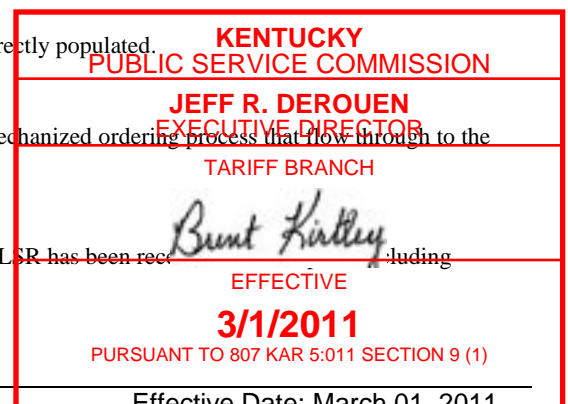 rectly populated.
KENTUCKY
PUBLIC SERVICE COMMISSION
JEFF R. DEROUEN
EXECUTIVE DIRECTOR
echanized ordering process that flow through to the
TARIFF BRANCH
Bunt Kirtley
LSR has been rec
luding
EFFECTIVE
3/1/2011
PURSUANT TO 807 KAR 5:011 SECTION 9 (1)
Effective Date: March 01, 2011